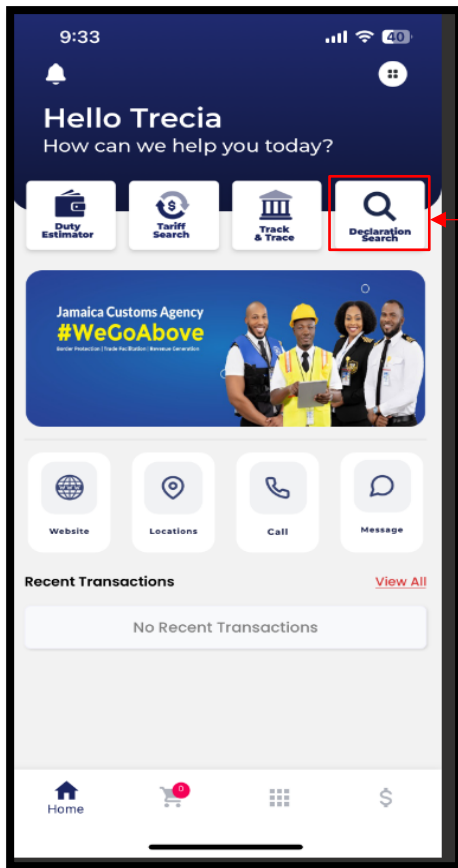 9:33
40
Hello Trecia
How can we help you today?
Duty
Estimator
Tariff
Search
Track
& Trace
Declaration
Search
Jamaica Customs Agency
#WeGoAbove
Border Protection | Trade Facilitation | Revenue Generation
Website
Locations
Call
Message
Recent Transactions
View All
No Recent Transactions
0
Home